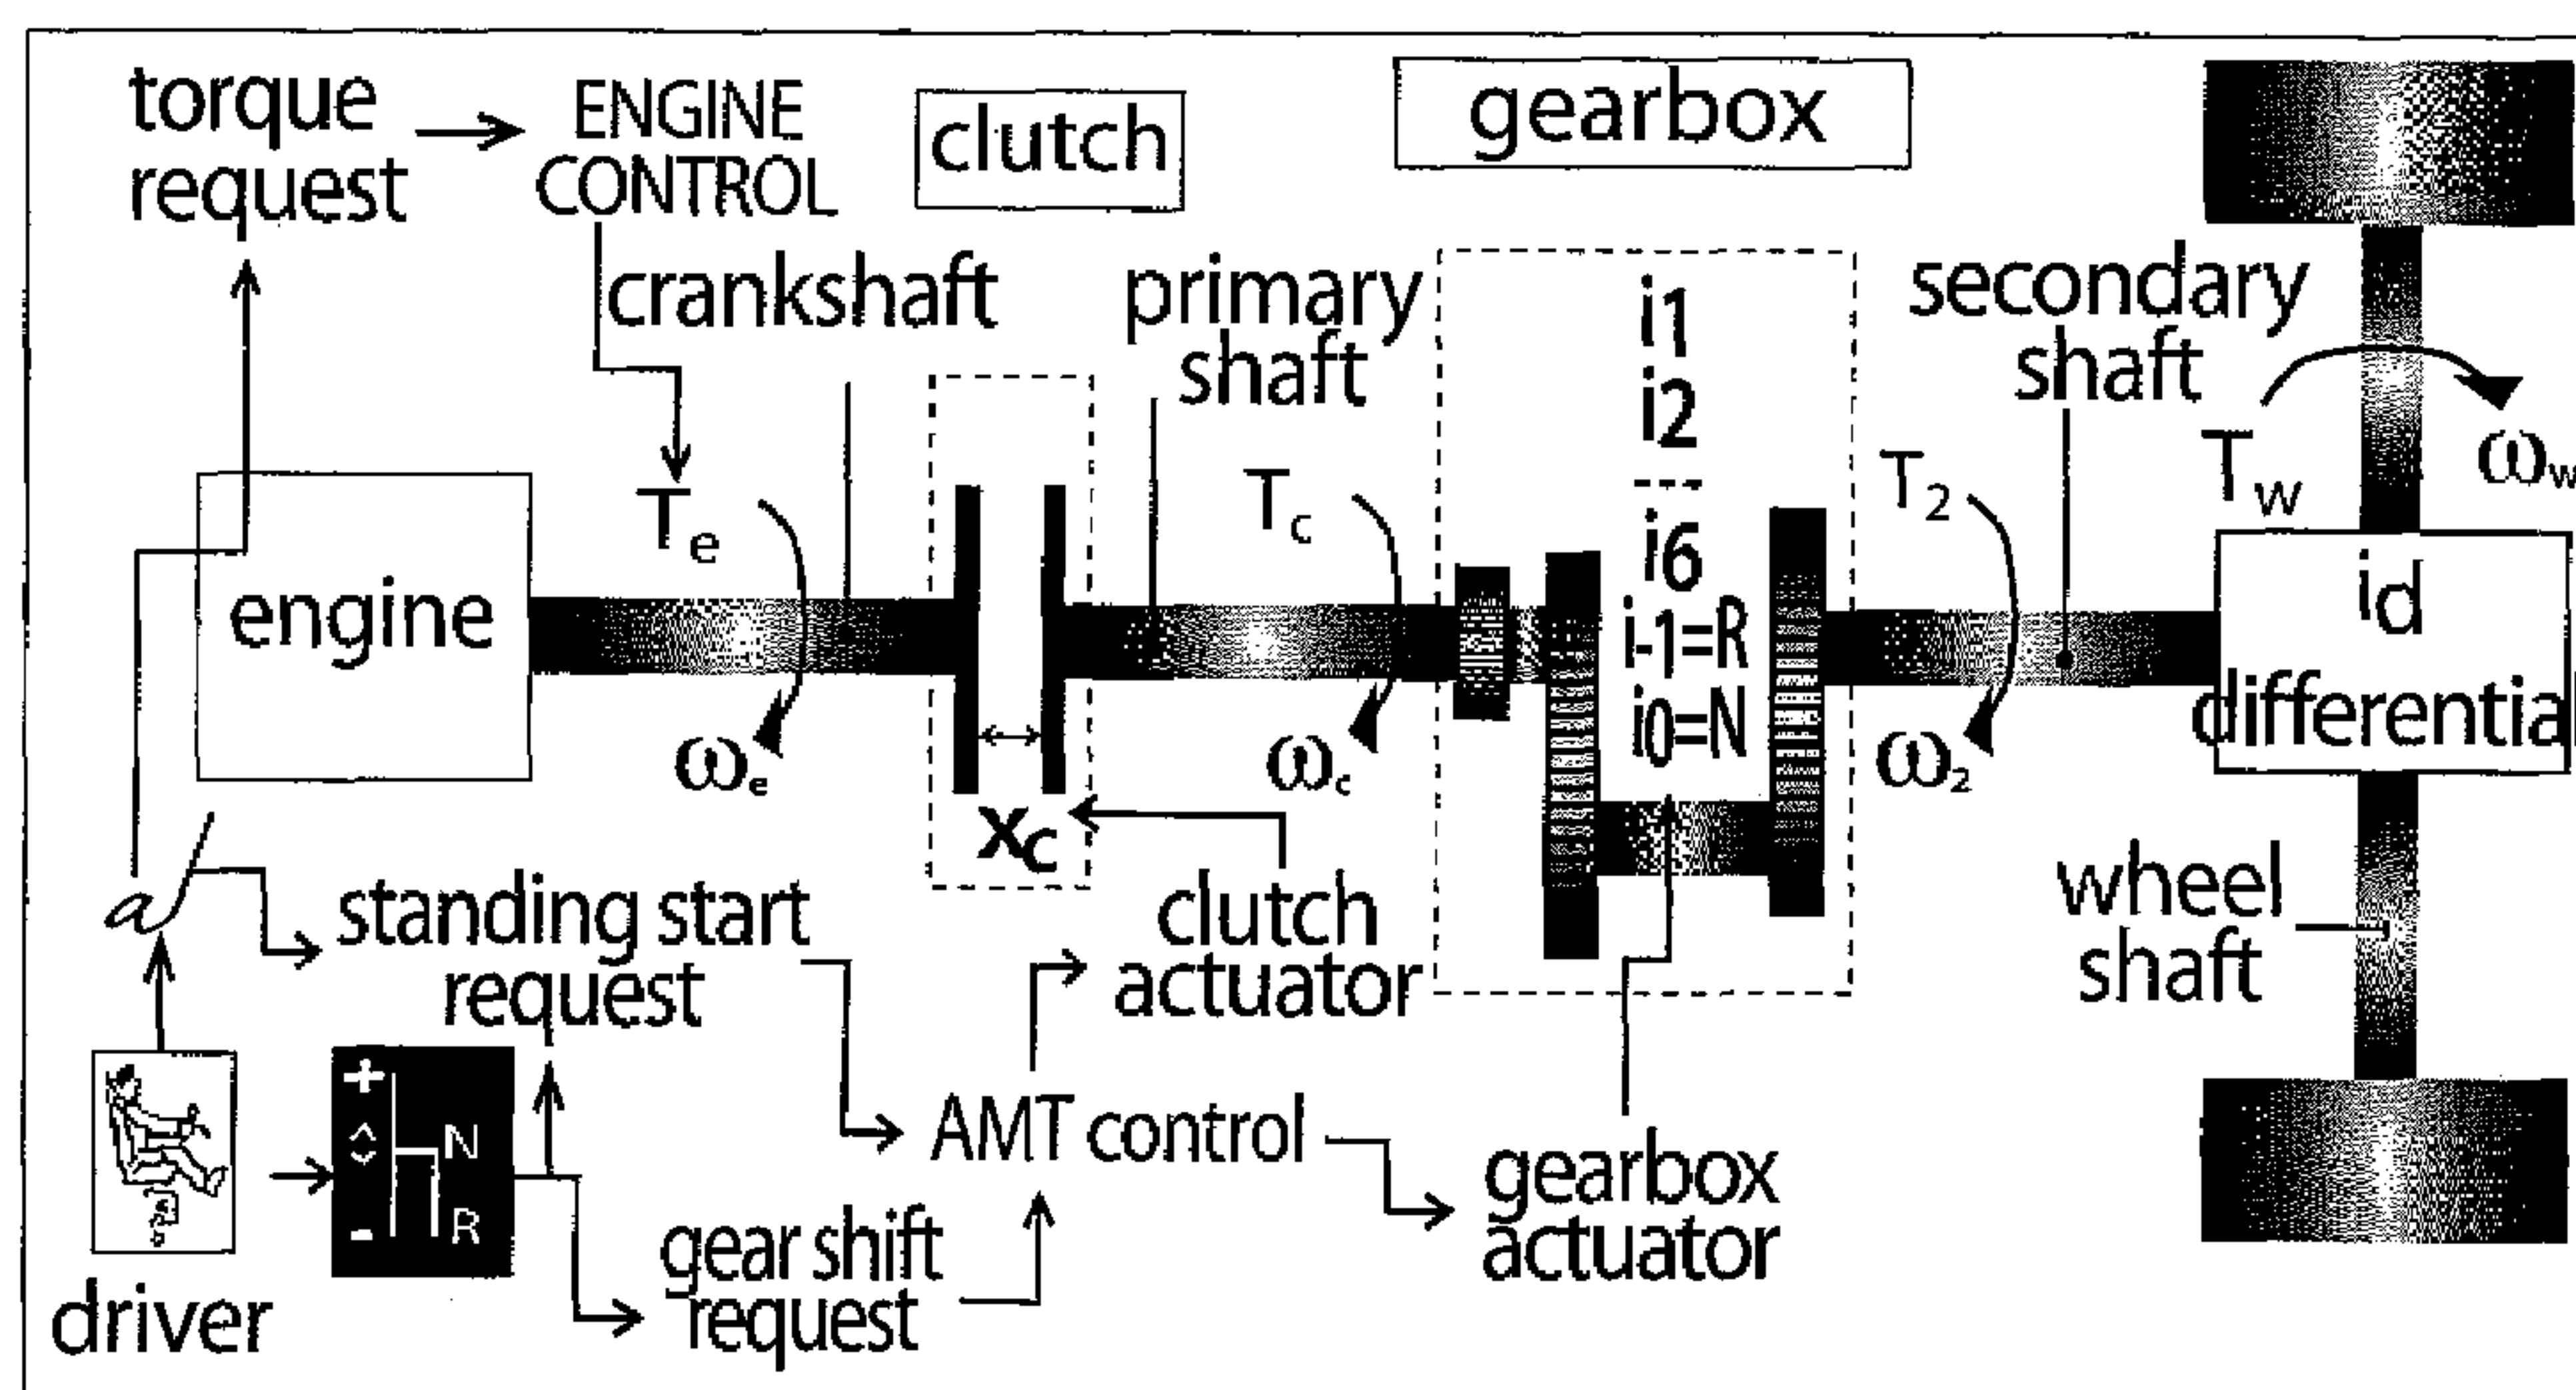 torque
request
ENGINE
CONTROL
clutch
gearbox
crankshaft
primary
shaft
i1
i2
i6
i-1=R
i0=N
secondary
shaft
Te
ωe
Tc
ωc
T2
ω2
Tw
ωw
engine
id
differential
xc
a
standing start
request
clutch
actuator
wheel
shaft
+
N
-
R
AMT control
gearbox
actuator
gear shift
request
driver